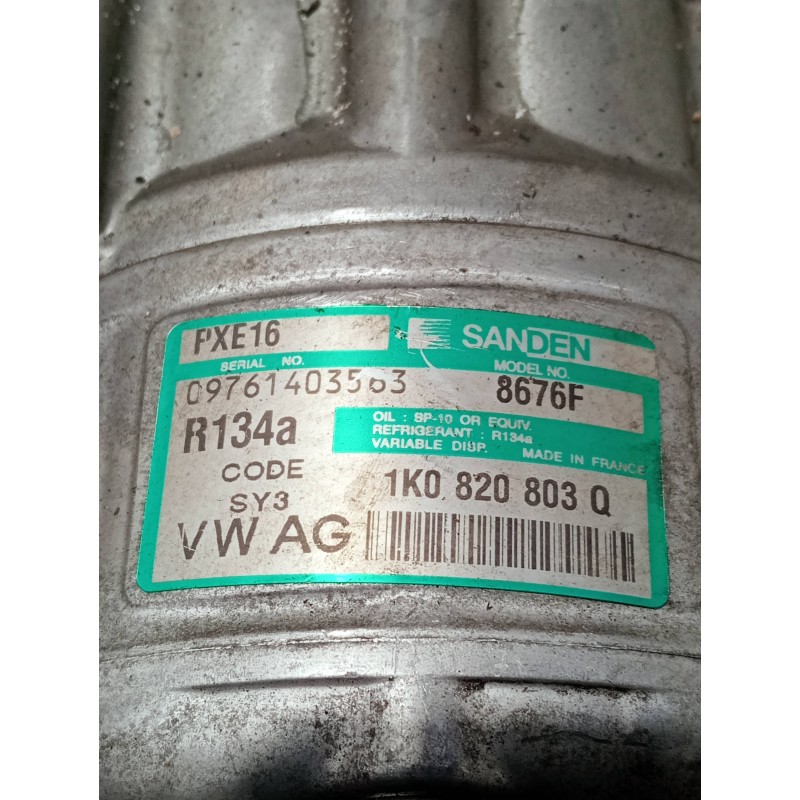 PXE16
SANDEN
SERIAL NO.
MODEL NO.
09761403563
8676F
R134a
OIL : SP-10 OR EQUIV.
REFRIGERANT : R134a
VARIABLE DISP. MADE IN FRANCE
CODE
SY3
1K0 820 803 Q
VW AG